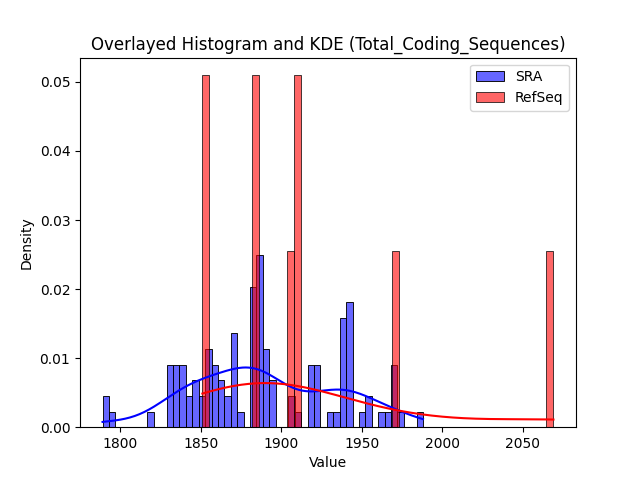 Overlayed Histogram and KDE (Total_Coding_Sequences)
SRA
RefSeq
Density
0.05
0.04
0.03
0.02
0.01
0.00
1800 1850 1900 1950 2000 2050
Value